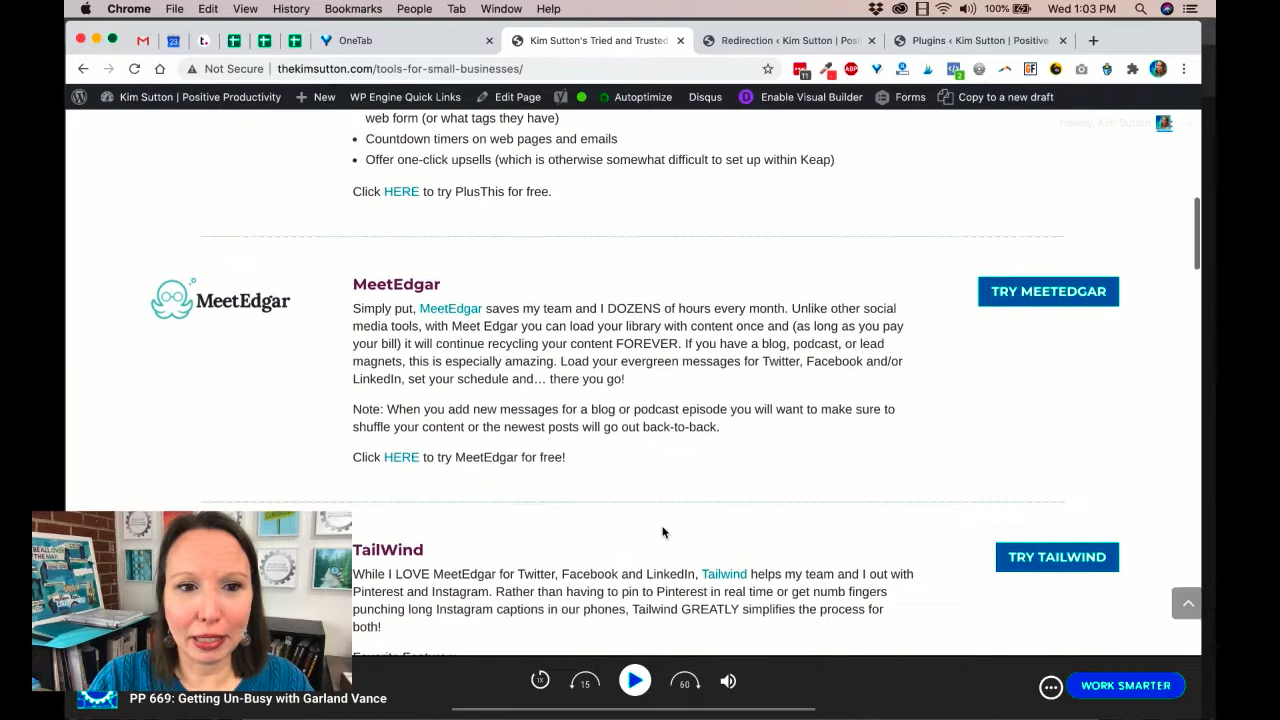 Chrome File Edit View History Bookmarks People Tab Window Help 100% Wed 1:03 PM
OneTab Kim Sutton's Tried and Trusted Redirection ‹ Kim Sutton | Pos Plugins ‹ Kim Sutton | Positive
Not Secure | thekimsutton.com/tools-for-small-businesses/
Kim Sutton | Positive Productivity New WP Engine Quick Links Edit Page Autoptimize Disqus Enable Visual Builder Forms Copy to a new draft
Howdy, Kim Sutton
web form (or what tags they have)
• Countdown timers on web pages and emails
• Offer one-click upsells (which is otherwise somewhat difficult to set up within Keap)
Click HERE to try PlusThis for free.
MeetEdgar
MeetEdgar
TRY MEETEDGAR
Simply put, MeetEdgar saves my team and I DOZENS of hours every month. Unlike other social
media tools, with Meet Edgar you can load your library with content once and (as long as you pay
your bill) it will continue recycling your content FOREVER. If you have a blog, podcast, or lead
magnets, this is especially amazing. Load your evergreen messages for Twitter, Facebook and/or
LinkedIn, set your schedule and… there you go!
Note: When you add new messages for a blog or podcast episode you will want to make sure to
shuffle your content or the newest posts will go out back-to-back.
Click HERE to try MeetEdgar for free!
TailWind
TRY TAILWIND
While I LOVE MeetEdgar for Twitter, Facebook and LinkedIn, Tailwind helps my team and I out with
Pinterest and Instagram. Rather than having to pin to Pinterest in real time or get numb fingers
punching long Instagram captions in our phones, Tailwind GREATLY simplifies the process for
both!
1X 15 60
WORK SMARTER
PP 669: Getting Un-Busy with Garland Vance